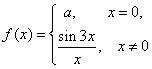 f(x) = { a, x = 0,
sin 3x / x, x ≠ 0